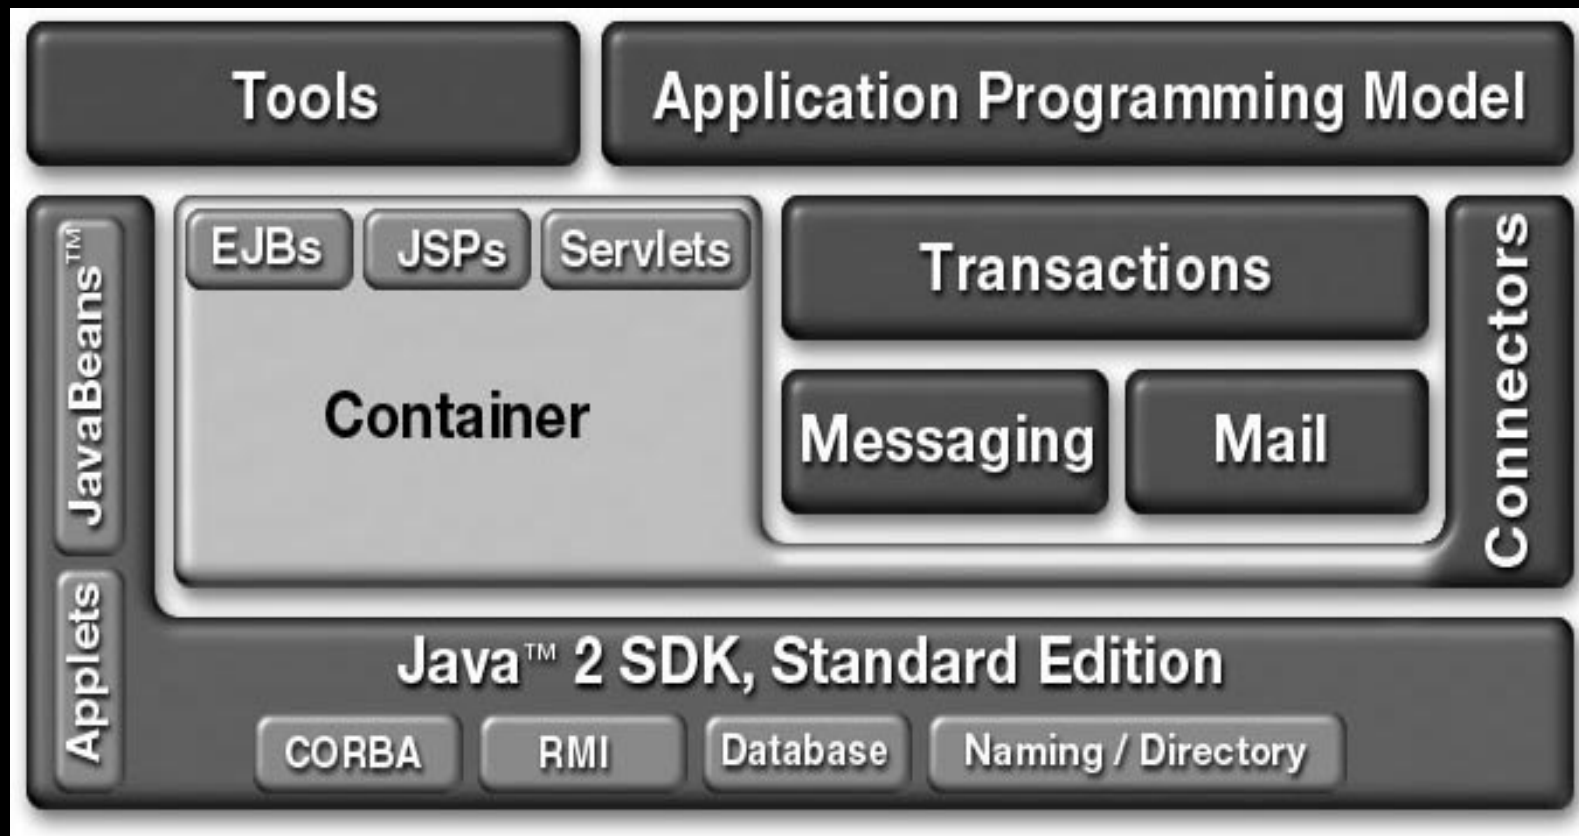 Tools
Application Programming Model
JavaBeans™
Applets
EJBs
JSPs
Servlets
Container
Transactions
Messaging
Mail
Connectors
Java™ 2 SDK, Standard Edition
CORBA
RMI
Database
Naming / Directory